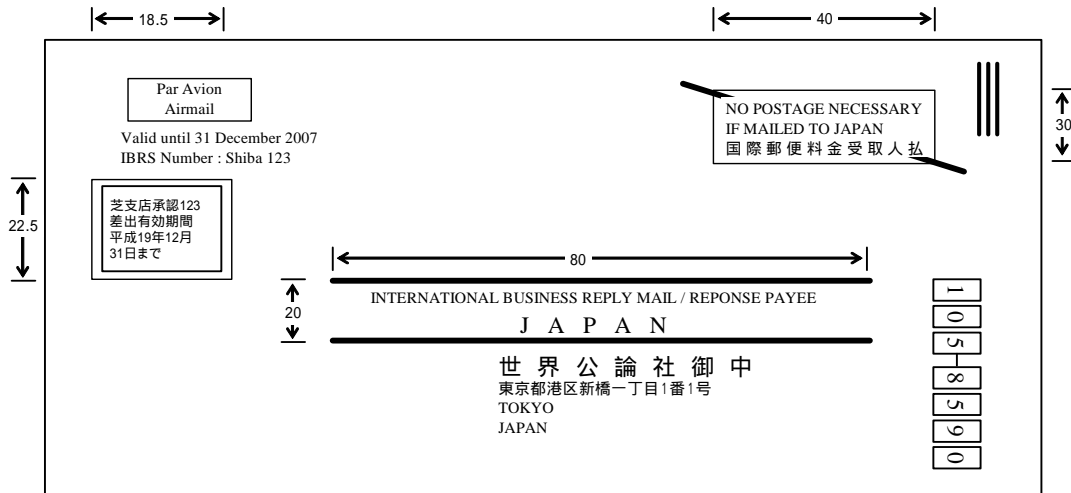 18.5
40
Par Avion
Airmail
Valid until 31 December 2007
IBRS Number : Shiba 123
NO POSTAGE NECESSARY
IF MAILED TO JAPAN
国際郵便料金受取人払
30
22.5
芝支店承認123
差出有効期間
平成19年12月
31日まで
80
20
INTERNATIONAL BUSINESS REPLY MAIL / REPONSE PAYEE
J A P A N
世界公論社御中
東京都港区新橋一丁目1番1号
TOKYO
JAPAN
105-8590